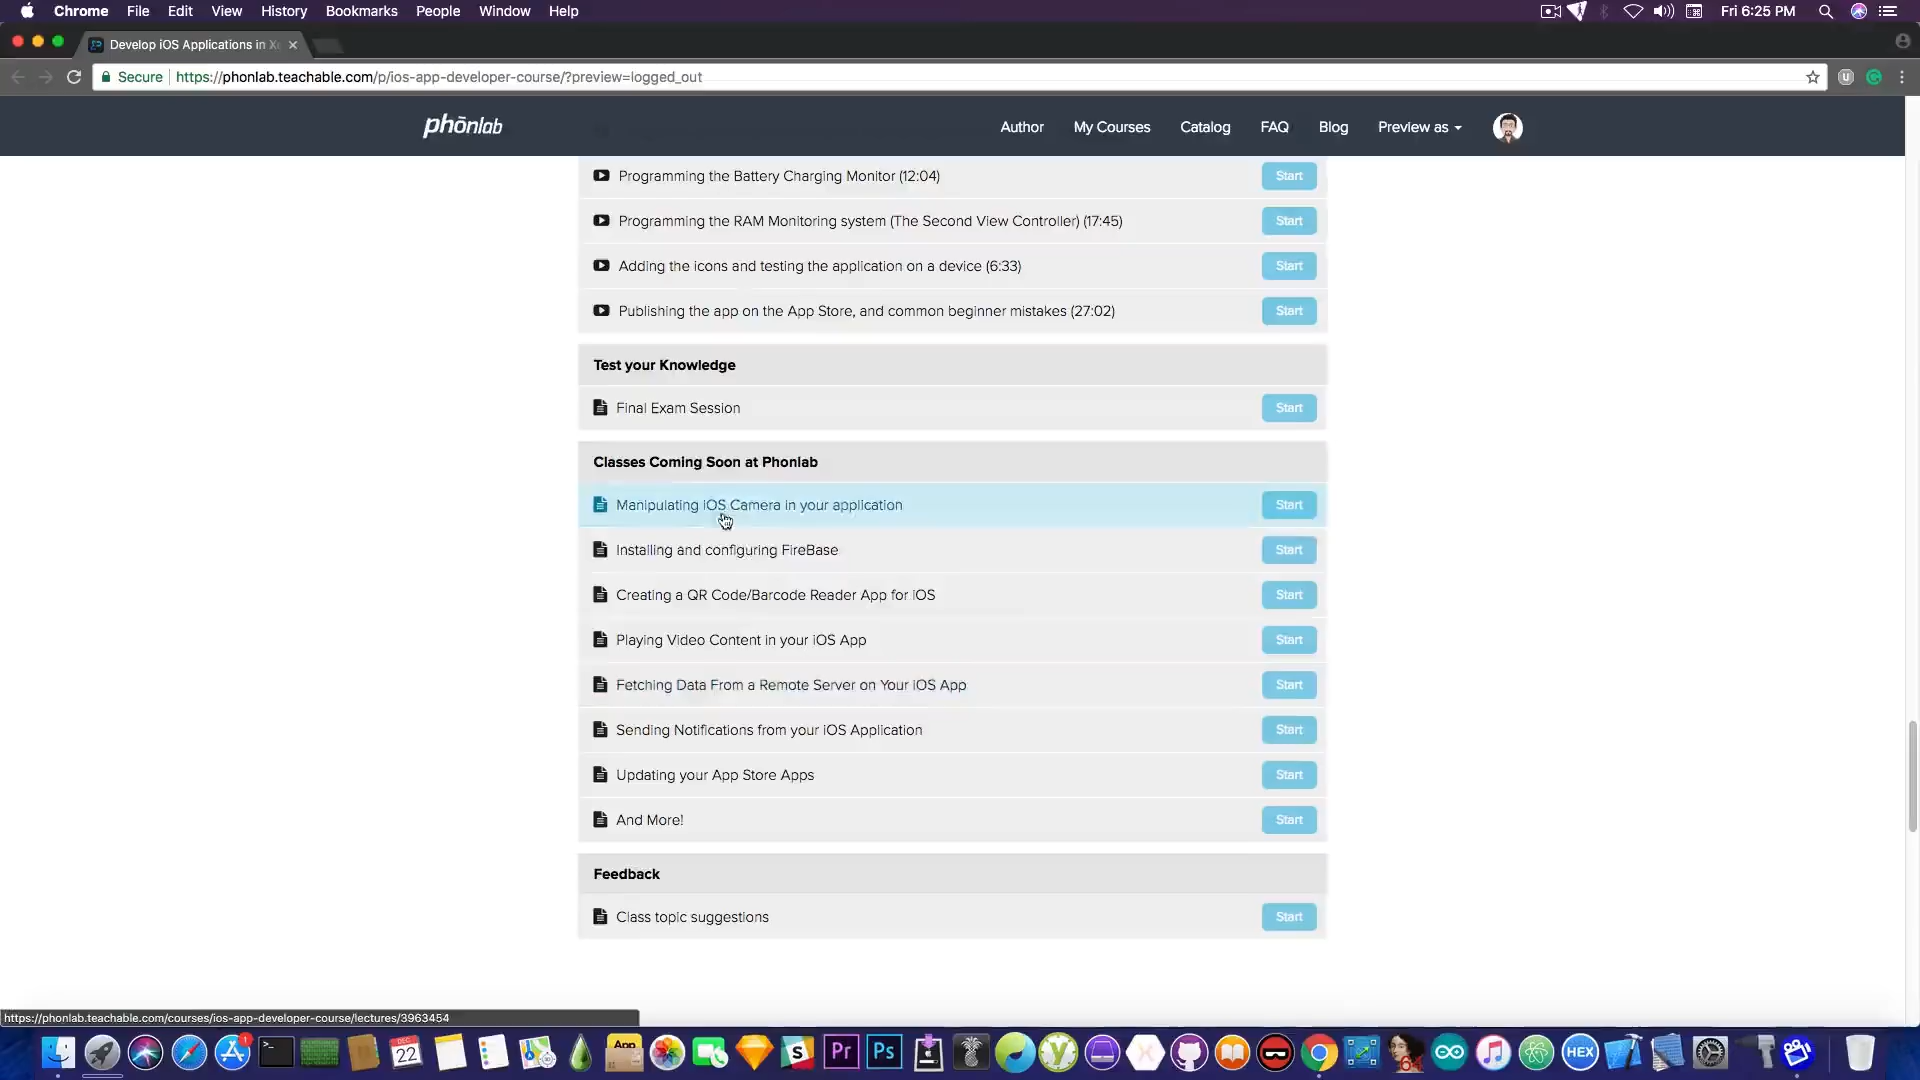 Chrome File Edit View History Bookmarks People Window Help Fri 6:25 PM
Develop iOS Applications in Xc
Secure https://phonlab.teachable.com/p/ios-app-developer-course/?preview=logged_out
phōnlab Author My Courses Catalog FAQ Blog Preview as
Programming the Battery Charging Monitor (12:04) Start
Programming the RAM Monitoring system (The Second View Controller) (17:45) Start
Adding the icons and testing the application on a device (6:33) Start
Publishing the app on the App Store, and common beginner mistakes (27:02) Start
Test your Knowledge
Final Exam Session Start
Classes Coming Soon at Phonlab
Manipulating iOS Camera in your application Start
Installing and configuring FireBase Start
Creating a QR Code/Barcode Reader App for iOS Start
Playing Video Content in your iOS App Start
Fetching Data From a Remote Server on Your iOS App Start
Sending Notifications from your iOS Application Start
Updating your App Store Apps Start
And More! Start
Feedback
Class topic suggestions Start
https://phonlab.teachable.com/courses/ios-app-developer-course/lectures/3963454
1 DEC 22 App S Pr Ps 64 HEX